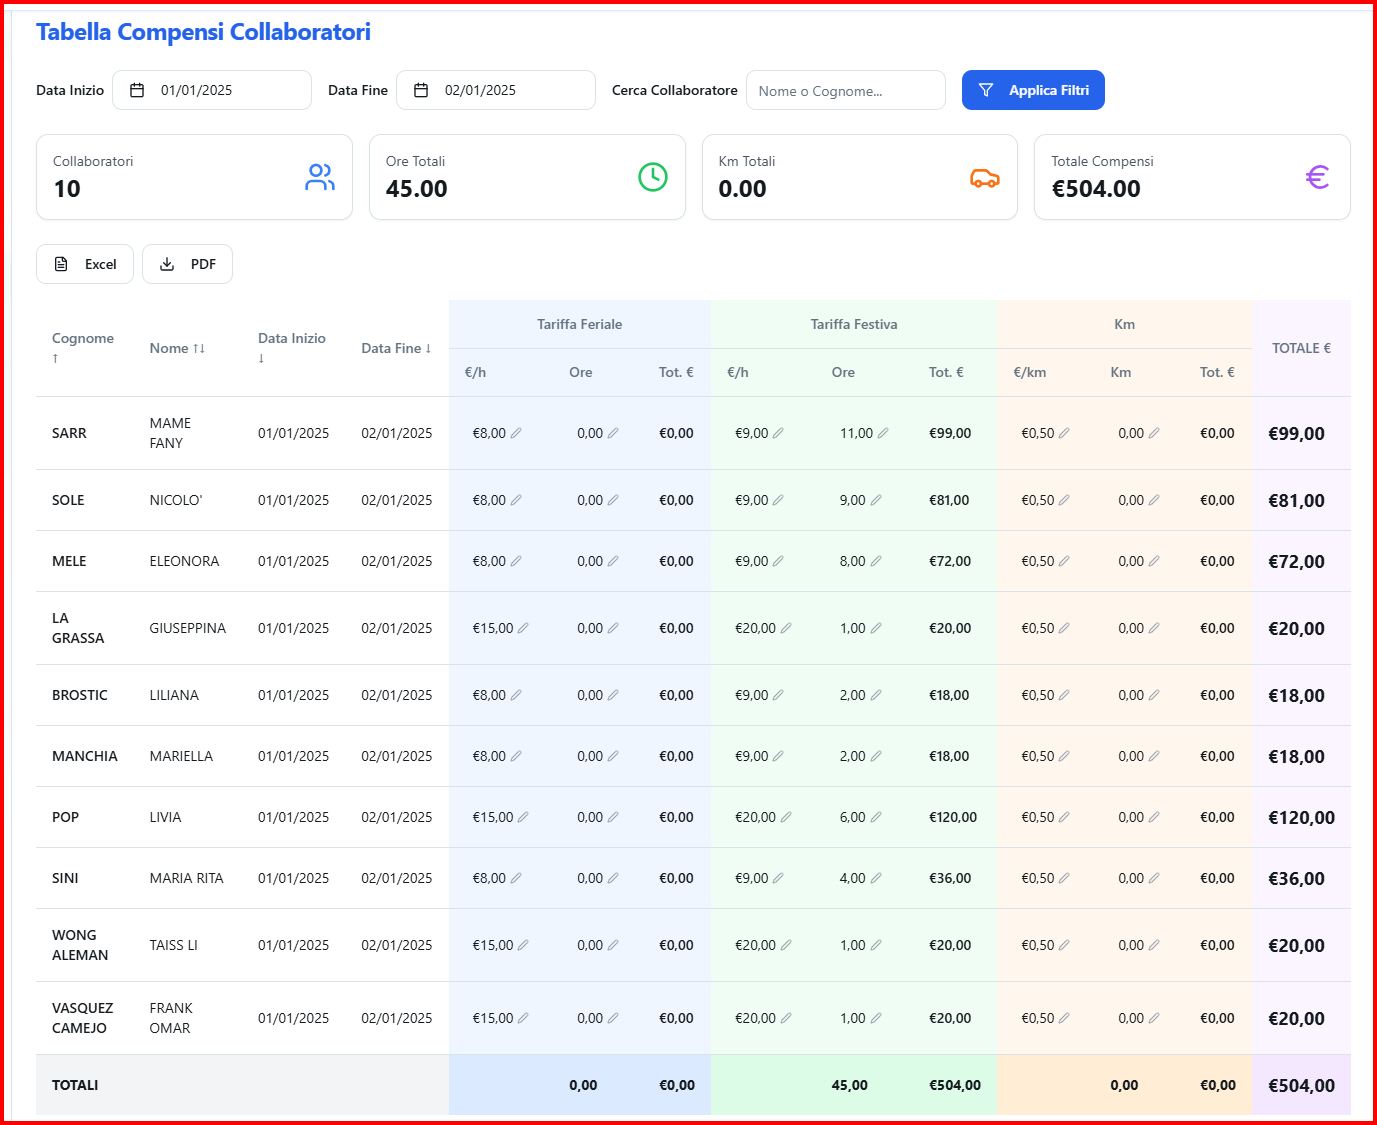 Tabella Compensi Collaboratori
Data Inizio 01/01/2025 Data Fine 02/01/2025 Cerca Collaboratore Nome o Cognome... Applica Filtri
Collaboratori Ore Totali Km Totali Totale Compensi
10 45.00 0.00 €504.00
Excel PDF
Tariffa Feriale Tariffa Festiva Km
Cognome ↑ Nome ↑↓ Data Inizio ↓ Data Fine ↓ €/h Ore Tot. € €/h Ore Tot. € €/km Km Tot. € TOTALE €
SARR MAME FANY 01/01/2025 02/01/2025 €8,00 0,00 €0,00 €9,00 11,00 €99,00 €0,50 0,00 €0,00 €99,00
SOLE NICOLO' 01/01/2025 02/01/2025 €8,00 0,00 €0,00 €9,00 9,00 €81,00 €0,50 0,00 €0,00 €81,00
MELE ELEONORA 01/01/2025 02/01/2025 €8,00 0,00 €0,00 €9,00 8,00 €72,00 €0,50 0,00 €0,00 €72,00
LA GRASSA GIUSEPPINA 01/01/2025 02/01/2025 €15,00 0,00 €0,00 €20,00 1,00 €20,00 €0,50 0,00 €0,00 €20,00
BROSTIC LILIANA 01/01/2025 02/01/2025 €8,00 0,00 €0,00 €9,00 2,00 €18,00 €0,50 0,00 €0,00 €18,00
MANCHIA MARIELLA 01/01/2025 02/01/2025 €8,00 0,00 €0,00 €9,00 2,00 €18,00 €0,50 0,00 €0,00 €18,00
POP LIVIA 01/01/2025 02/01/2025 €15,00 0,00 €0,00 €20,00 6,00 €120,00 €0,50 0,00 €0,00 €120,00
SINI MARIA RITA 01/01/2025 02/01/2025 €8,00 0,00 €0,00 €9,00 4,00 €36,00 €0,50 0,00 €0,00 €36,00
WONG ALEMAN TAISS LI 01/01/2025 02/01/2025 €15,00 0,00 €0,00 €20,00 1,00 €20,00 €0,50 0,00 €0,00 €20,00
VASQUEZ CAMEJO FRANK OMAR 01/01/2025 02/01/2025 €15,00 0,00 €0,00 €20,00 1,00 €20,00 €0,50 0,00 €0,00 €20,00
TOTALI 0,00 €0,00 45,00 €504,00 0,00 €0,00 €504,00